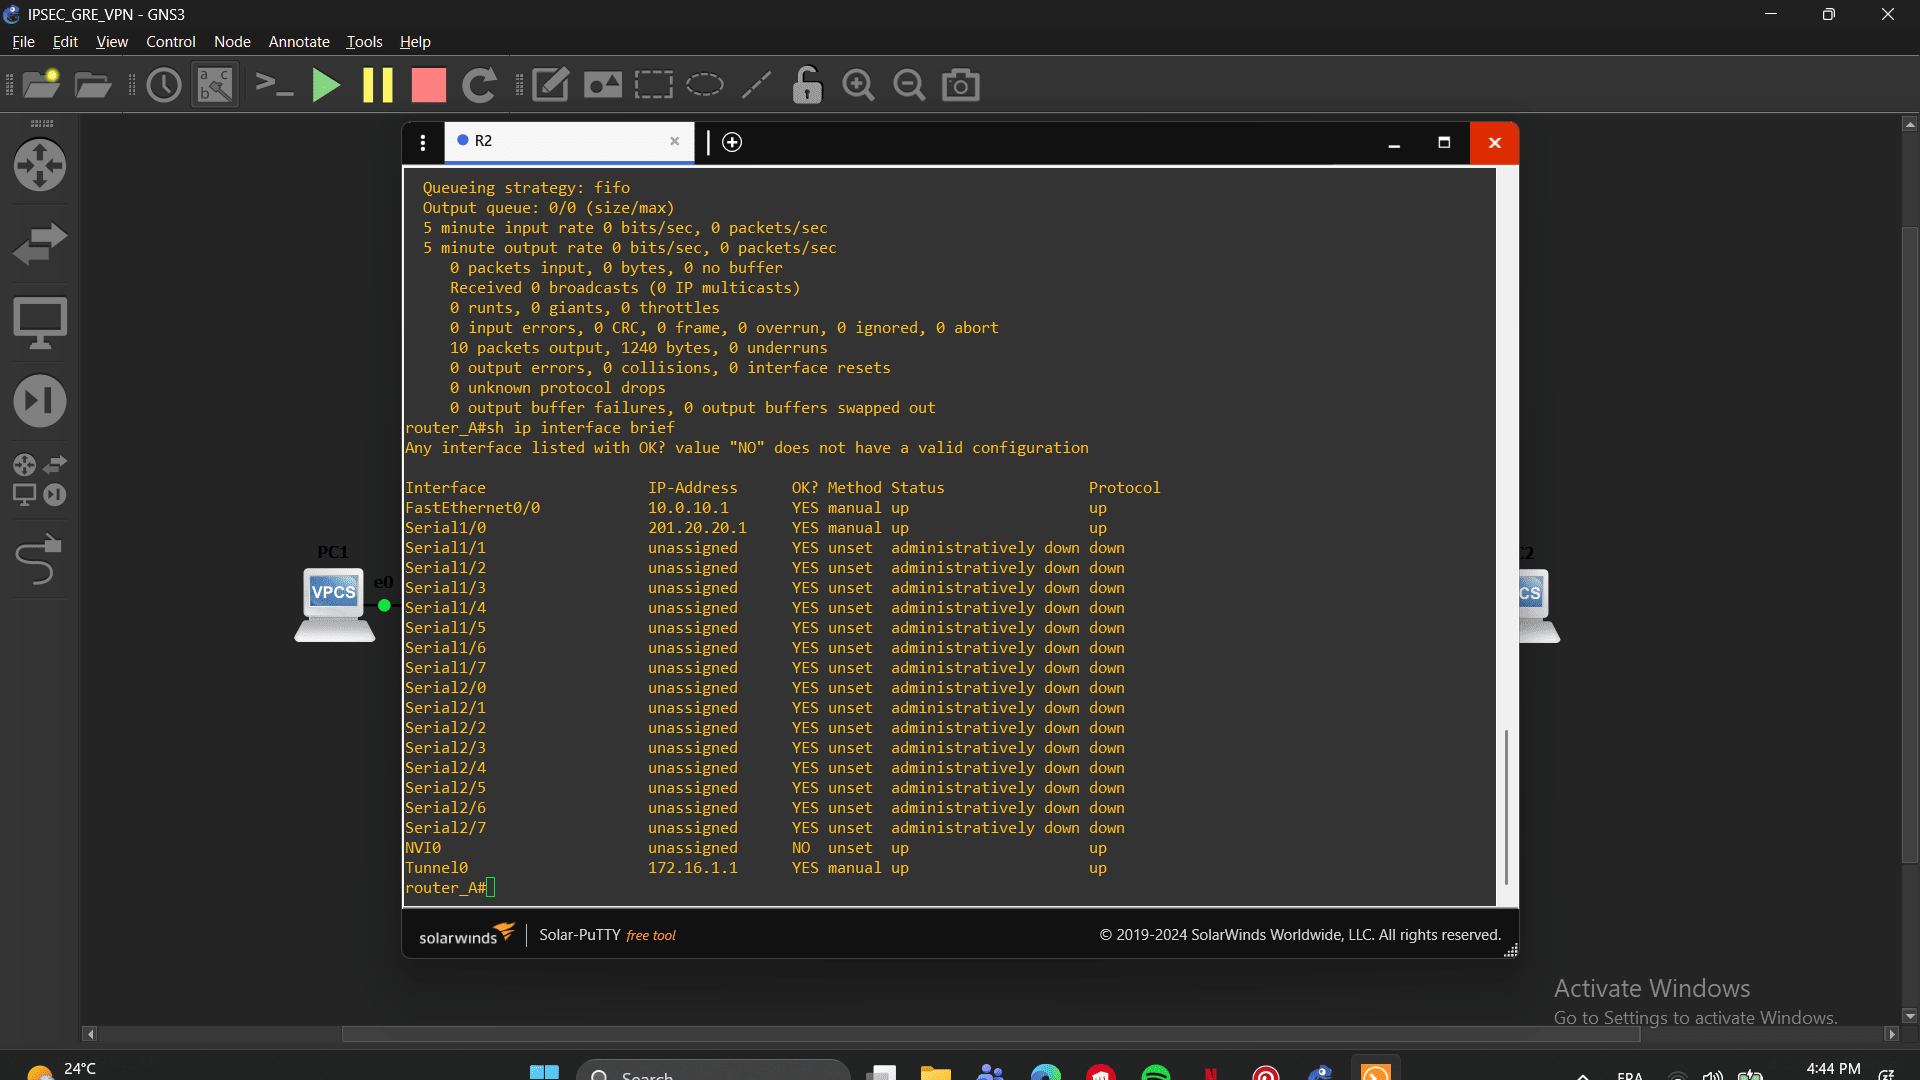 IPSEC_GRE_VPN - GNS3
File Edit View Control Node Annotate Tools Help
R2
Queueing strategy: fifo
Output queue: 0/0 (size/max)
5 minute input rate 0 bits/sec, 0 packets/sec
5 minute output rate 0 bits/sec, 0 packets/sec
0 packets input, 0 bytes, 0 no buffer
Received 0 broadcasts (0 IP multicasts)
0 runts, 0 giants, 0 throttles
0 input errors, 0 CRC, 0 frame, 0 overrun, 0 ignored, 0 abort
10 packets output, 1240 bytes, 0 underruns
0 output errors, 0 collisions, 0 interface resets
0 unknown protocol drops
0 output buffer failures, 0 output buffers swapped out
router_A#sh ip interface brief
Any interface listed with OK? value "NO" does not have a valid configuration
Interface IP-Address OK? Method Status Protocol
FastEthernet0/0 10.0.10.1 YES manual up up
Serial1/0 201.20.20.1 YES manual up up
Serial1/1 unassigned YES unset administratively down down
Serial1/2 unassigned YES unset administratively down down
Serial1/3 unassigned YES unset administratively down down
Serial1/4 unassigned YES unset administratively down down
Serial1/5 unassigned YES unset administratively down down
Serial1/6 unassigned YES unset administratively down down
Serial1/7 unassigned YES unset administratively down down
Serial2/0 unassigned YES unset administratively down down
Serial2/1 unassigned YES unset administratively down down
Serial2/2 unassigned YES unset administratively down down
Serial2/3 unassigned YES unset administratively down down
Serial2/4 unassigned YES unset administratively down down
Serial2/5 unassigned YES unset administratively down down
Serial2/6 unassigned YES unset administratively down down
Serial2/7 unassigned YES unset administratively down down
NVI0 unassigned NO unset up up
Tunnel0 172.16.1.1 YES manual up up
router_A#
PC1
e0
VPCS
C2
CS
solarwinds Solar-PuTTY free tool
© 2019-2024 SolarWinds Worldwide, LLC. All rights reserved.
Activate Windows
Go to Settings to activate Windows.
24°C
Search
FRA
4:44 PM